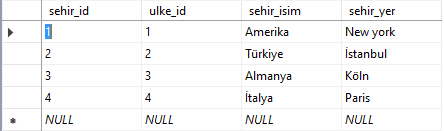 sehir_id ulke_id sehir_isim sehir_yer
1 1 Amerika New york
2 2 Türkiye İstanbul
3 3 Almanya Köln
4 4 İtalya Paris
NULL NULL NULL NULL